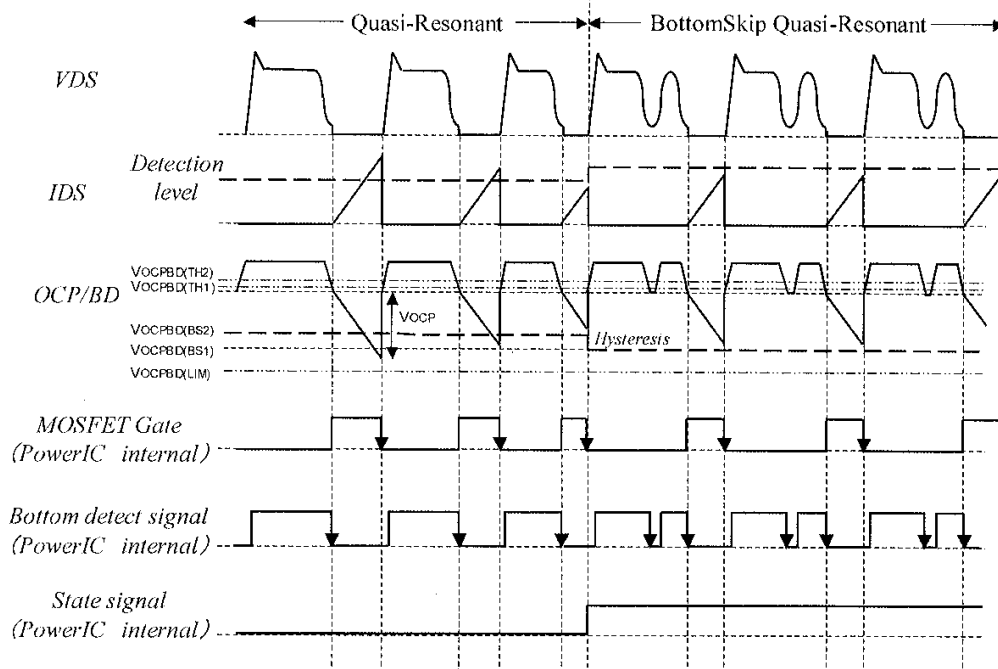 Quasi-Resonant
BottomSkip Quasi-Resonant
VDS
Detection
level
IDS
VOCPBD(TH2)
VOCPBD(TH1)
OCP/BD
VOCP
VOCPBD(BS2)
Hysteresis
VOCPBD(BS1)
VOCPBD(LIM)
MOSFET Gate
(PowerIC internal)
Bottom detect signal
(PowerIC internal)
State signal
(PowerIC internal)